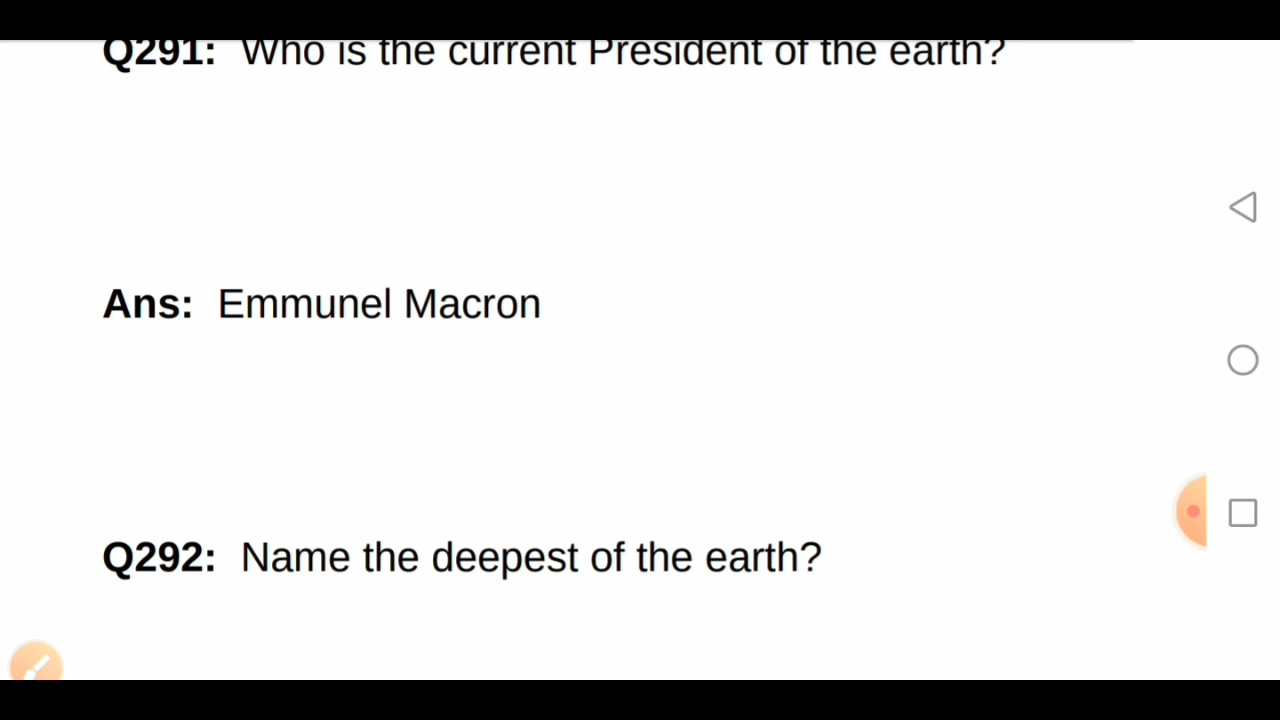 Q291: Who is the current President of the earth?
Ans: Emmunel Macron
Q292: Name the deepest of the earth?